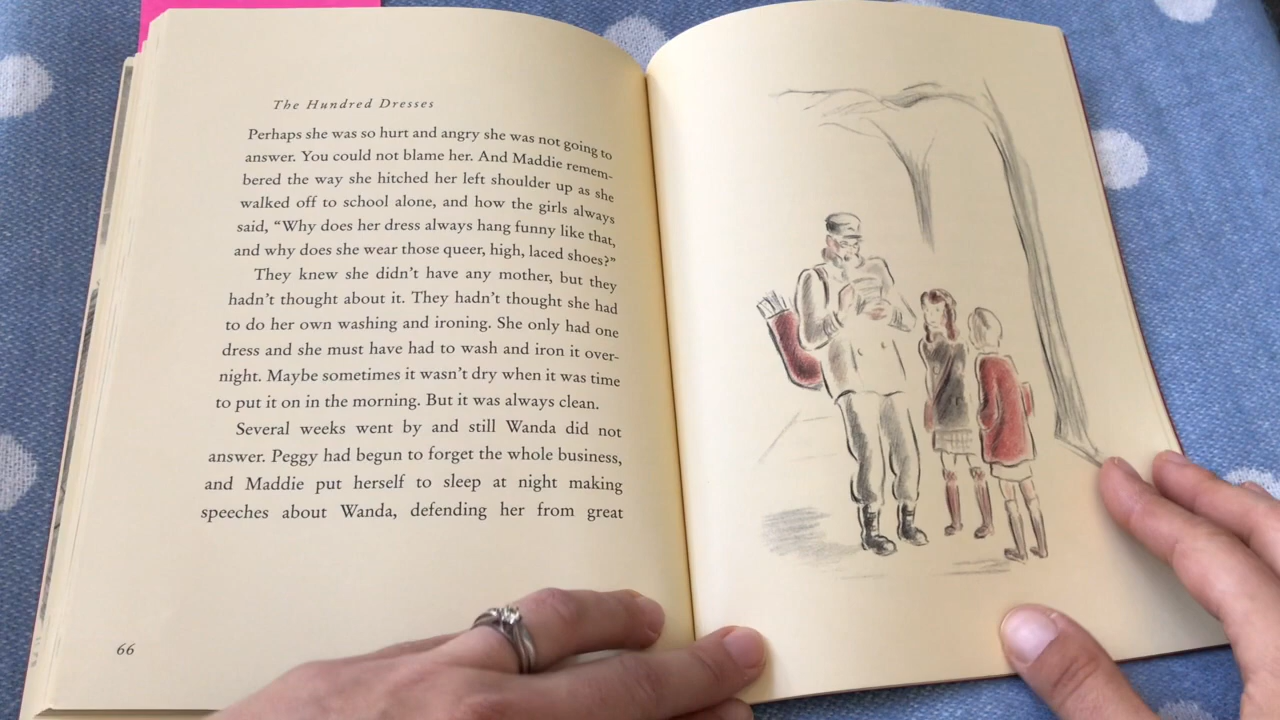 The Hundred Dresses
Perhaps she was so hurt and angry she was not going to
answer. You could not blame her. And Maddie remem-
bered the way she hitched her left shoulder up as she
walked off to school alone, and how the girls always
said, “Why does her dress always hang funny like that,
and why does she wear those queer, high, laced shoes?”
They knew she didn’t have any mother, but they
hadn’t thought about it. They hadn’t thought she had
to do her own washing and ironing. She only had one
dress and she must have had to wash and iron it over-
night. Maybe sometimes it wasn’t dry when it was time
to put it on in the morning. But it was always clean.
Several weeks went by and still Wanda did not
answer. Peggy had begun to forget the whole business,
and Maddie put herself to sleep at night making
speeches about Wanda, defending her from great
66